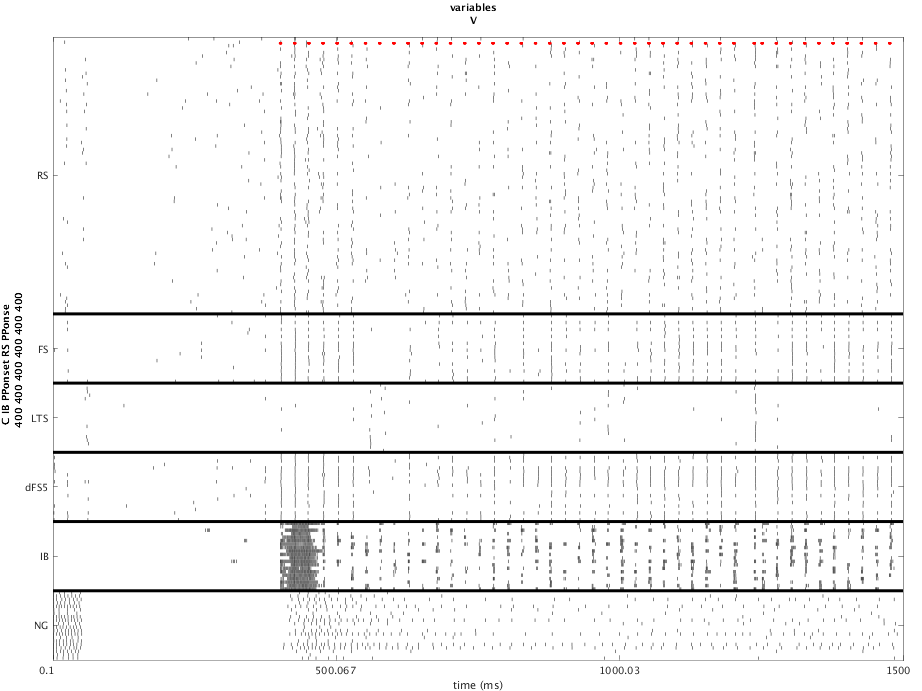 variables
V
C IB PPonset RS PPonse
400 400 400 400 400 400
RS
FS
LTS
dFS5
IB
NG
0.1
500.067
1000.03
1500
time (ms)